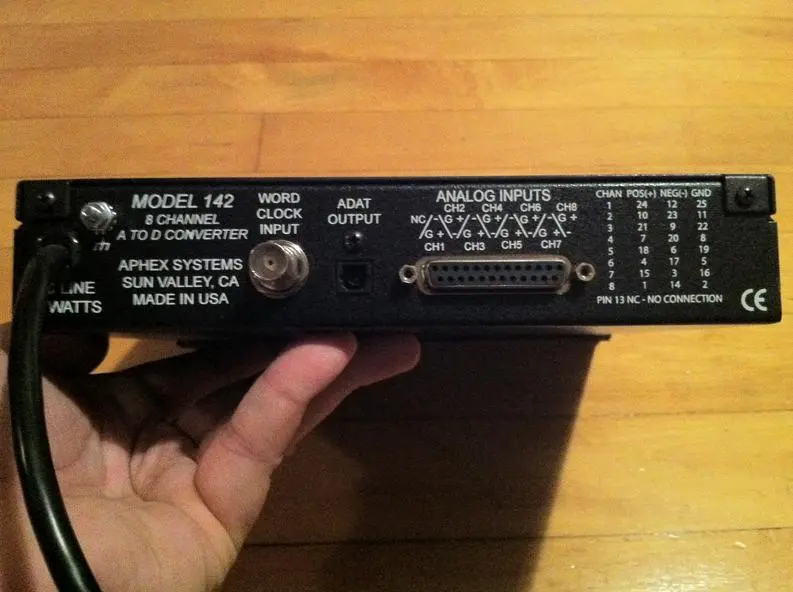 MODEL 142
8 CHANNEL
A TO D CONVERTER
APHEX SYSTEMS
SUN VALLEY, CA
MADE IN USA
LINE
WATTS
WORD
CLOCK
INPUT
ADAT
OUTPUT
ANALOG INPUTS
CH2 CH4 CH6 CH8
NC/-\G +/-\G +/-\G +/-\G +
\G +/-\G +/-\G +/-\G +/-
CH1 CH3 CH5 CH7
CHAN POS(+) NEG(-) GND
1 24 12 25
2 10 23 11
3 21 9 22
4 7 20 8
5 18 6 19
6 4 17 5
7 15 3 16
8 1 14 2
PIN 13 NC - NO CONNECTION
CE